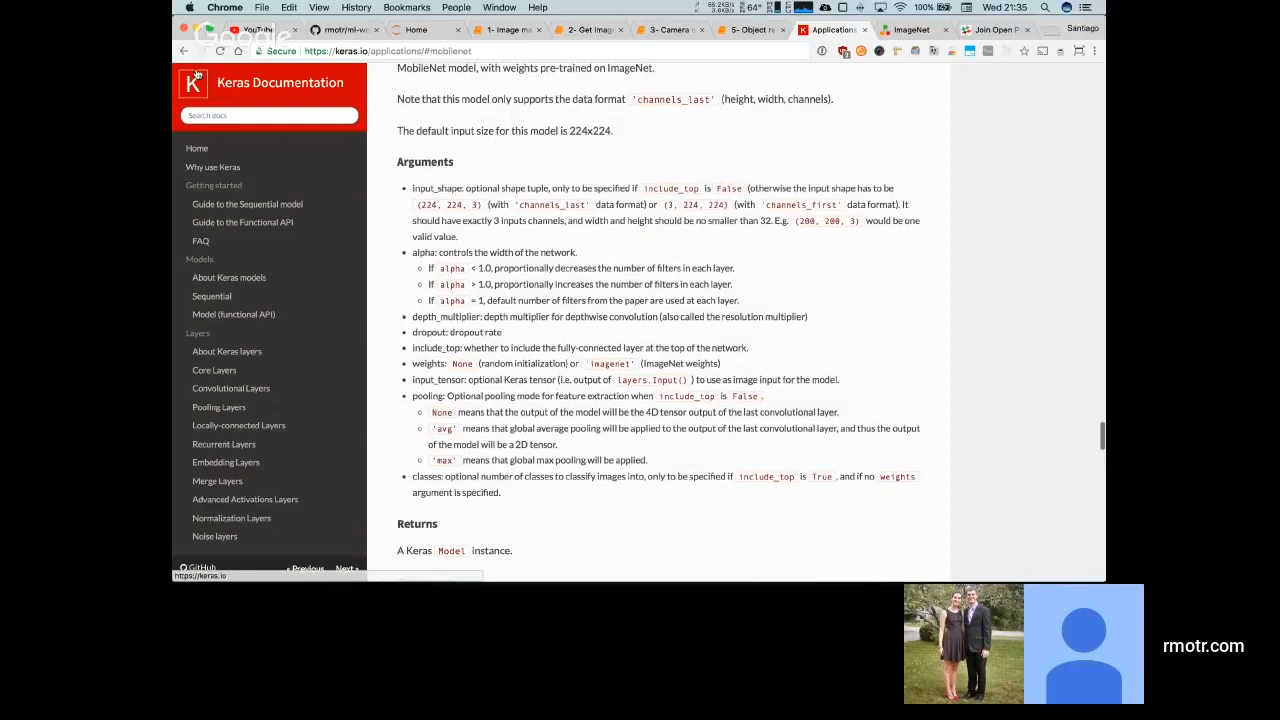 Chrome File Edit View History Bookmarks People Window Help 64° 100% Wed 21:35
YouTube rmotr/ml-w Home 1- Image m 2- Get imag 3- Camera 5- Object re Applications ImageNet Join Open P Santiago
Google
Secure https://keras.io/applications/#mobilenet
K Keras Documentation
Search docs
Home
Why use Keras
Getting started
Guide to the Sequential model
Guide to the Functional API
FAQ
Models
About Keras models
Sequential
Model (functional API)
Layers
About Keras layers
Core Layers
Convolutional Layers
Pooling Layers
Locally-connected Layers
Recurrent Layers
Embedding Layers
Merge Layers
Advanced Activations Layers
Normalization Layers
Noise layers
GitHub « Previous Next »
https://keras.io
MobileNet model, with weights pre-trained on ImageNet.
Note that this model only supports the data format 'channels_last' (height, width, channels).
The default input size for this model is 224x224.
Arguments
• input_shape: optional shape tuple, only to be specified if include_top is False (otherwise the input shape has to be
(224, 224, 3) (with 'channels_last' data format) or (3, 224, 224) (with 'channels_first' data format). It
should have exactly 3 inputs channels, and width and height should be no smaller than 32. E.g. (200, 200, 3) would be one
valid value.
• alpha: controls the width of the network.
○ If alpha < 1.0, proportionally decreases the number of filters in each layer.
○ If alpha > 1.0, proportionally increases the number of filters in each layer.
○ If alpha = 1, default number of filters from the paper are used at each layer.
• depth_multiplier: depth multiplier for depthwise convolution (also called the resolution multiplier)
• dropout: dropout rate
• include_top: whether to include the fully-connected layer at the top of the network.
• weights: None (random initialization) or 'imagenet' (ImageNet weights)
• input_tensor: optional Keras tensor (i.e. output of layers.Input() ) to use as image input for the model.
• pooling: Optional pooling mode for feature extraction when include_top is False .
○ None means that the output of the model will be the 4D tensor output of the last convolutional layer.
○ 'avg' means that global average pooling will be applied to the output of the last convolutional layer, and thus the output
of the model will be a 2D tensor.
○ 'max' means that global max pooling will be applied.
• classes: optional number of classes to classify images into, only to be specified if include_top is True , and if no weights
argument is specified.
Returns
A Keras Model instance.
rmotr.com